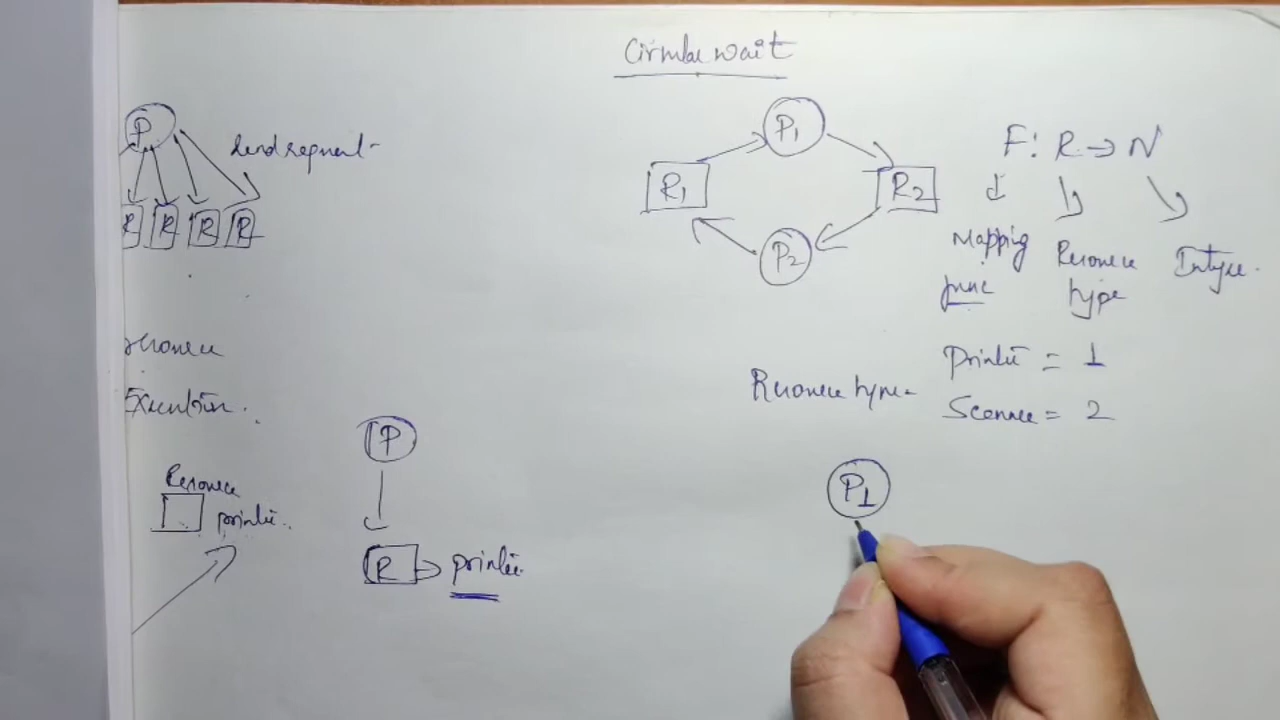 Circular wait
P
Send request
R R R R
Resource
Execution.
Resource
printer.
P
R
printer.
P1
R1
R2
P2
F: R → N
Mapping
func
Resource
type
Integer.
Resource type -
Printer = 1
Scanner = 2
P1